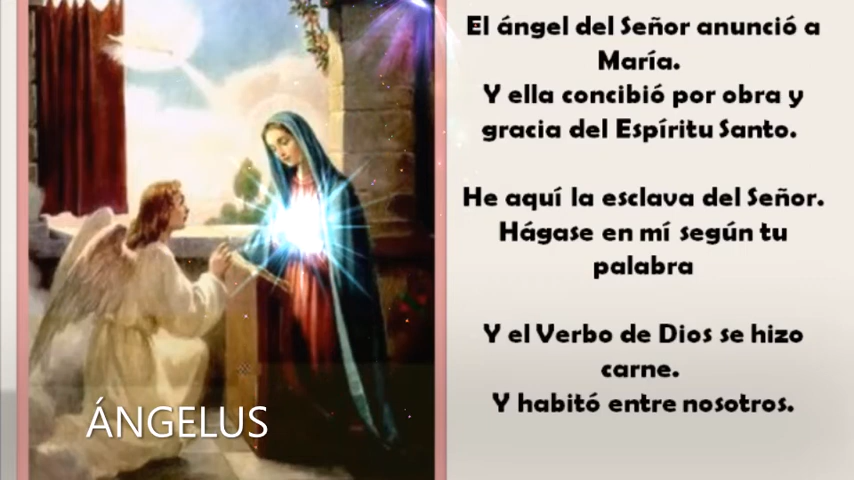 El ángel del Señor anunció a
María.
Y ella concibió por obra y
gracia del Espíritu Santo.
He aquí la esclava del Señor.
Hágase en mí según tu
palabra
Y el Verbo de Dios se hizo
carne.
Y habitó entre nosotros.
ÁNGELUS